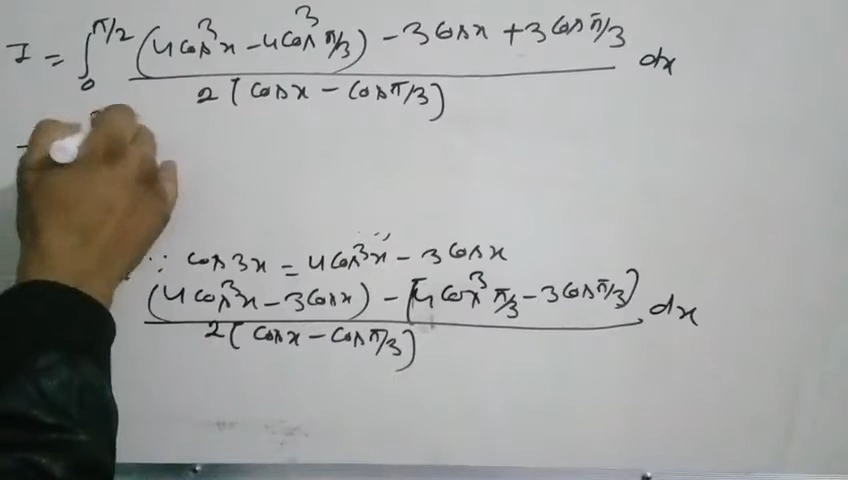 I = ∫₀^{π/2} (4cos³x - 4cos³π/3) - 3cosx + 3cosπ/3 / 2(cosx - cosπ/3) dx
∵ cos3x = 4cos³x - 3cosx
(4cos³x - 3cosx) - (4cos³π/3 - 3cosπ/3) / 2(cosx - cosπ/3) dx